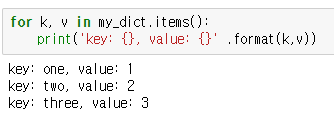 for k, v in my_dict.items():
    print('key: {}, value: {}' .format(k,v))
key: one, value: 1
key: two, value: 2
key: three, value: 3